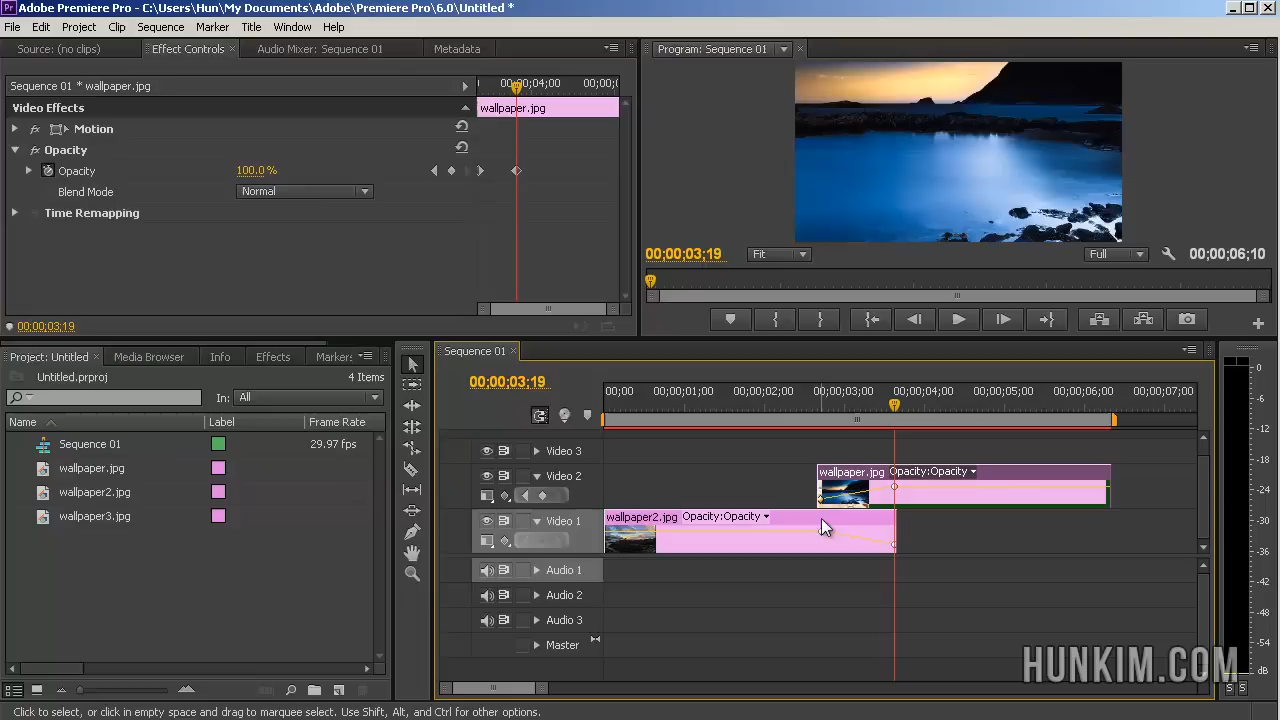 Adobe Premiere Pro - C:\Users\Hun\My Documents\Adobe\Premiere Pro\6.0\Untitled *
File Edit Project Clip Sequence Marker Title Window Help
Source: (no clips) Effect Controls Audio Mixer: Sequence 01 Metadata
Program: Sequence 01
Sequence 01 * wallpaper.jpg
00;00;04;00 00;00;(
Video Effects
wallpaper.jpg
fx Motion
fx Opacity
Opacity 100.0 %
Blend Mode Normal
Time Remapping
00;00;03;19 Fit Full 00;00;06;10
00;00;03;19
Project: Untitled Media Browser Info Effects Markers
Untitled.prproj 4 Items
In: All
Name Label Frame Rate
Sequence 01 29.97 fps
wallpaper.jpg
wallpaper2.jpg
wallpaper3.jpg
Sequence 01
00;00;03;19
00;00 00;00;01;00 00;00;02;00 00;00;03;00 00;00;04;00 00;00;05;00 00;00;06;00 00;00;07;00
Video 3
Video 2
wallpaper.jpg Opacity:Opacity
Video 1
wallpaper2.jpg Opacity:Opacity
Audio 1
Audio 2
Audio 3
Master
0
-6
-12
-18
-24
-30
-36
-42
-48
-54
dB
S S
HUNKIM.COM
Click to select, or click in empty space and drag to marquee select. Use Shift, Alt, and Ctrl for other options.